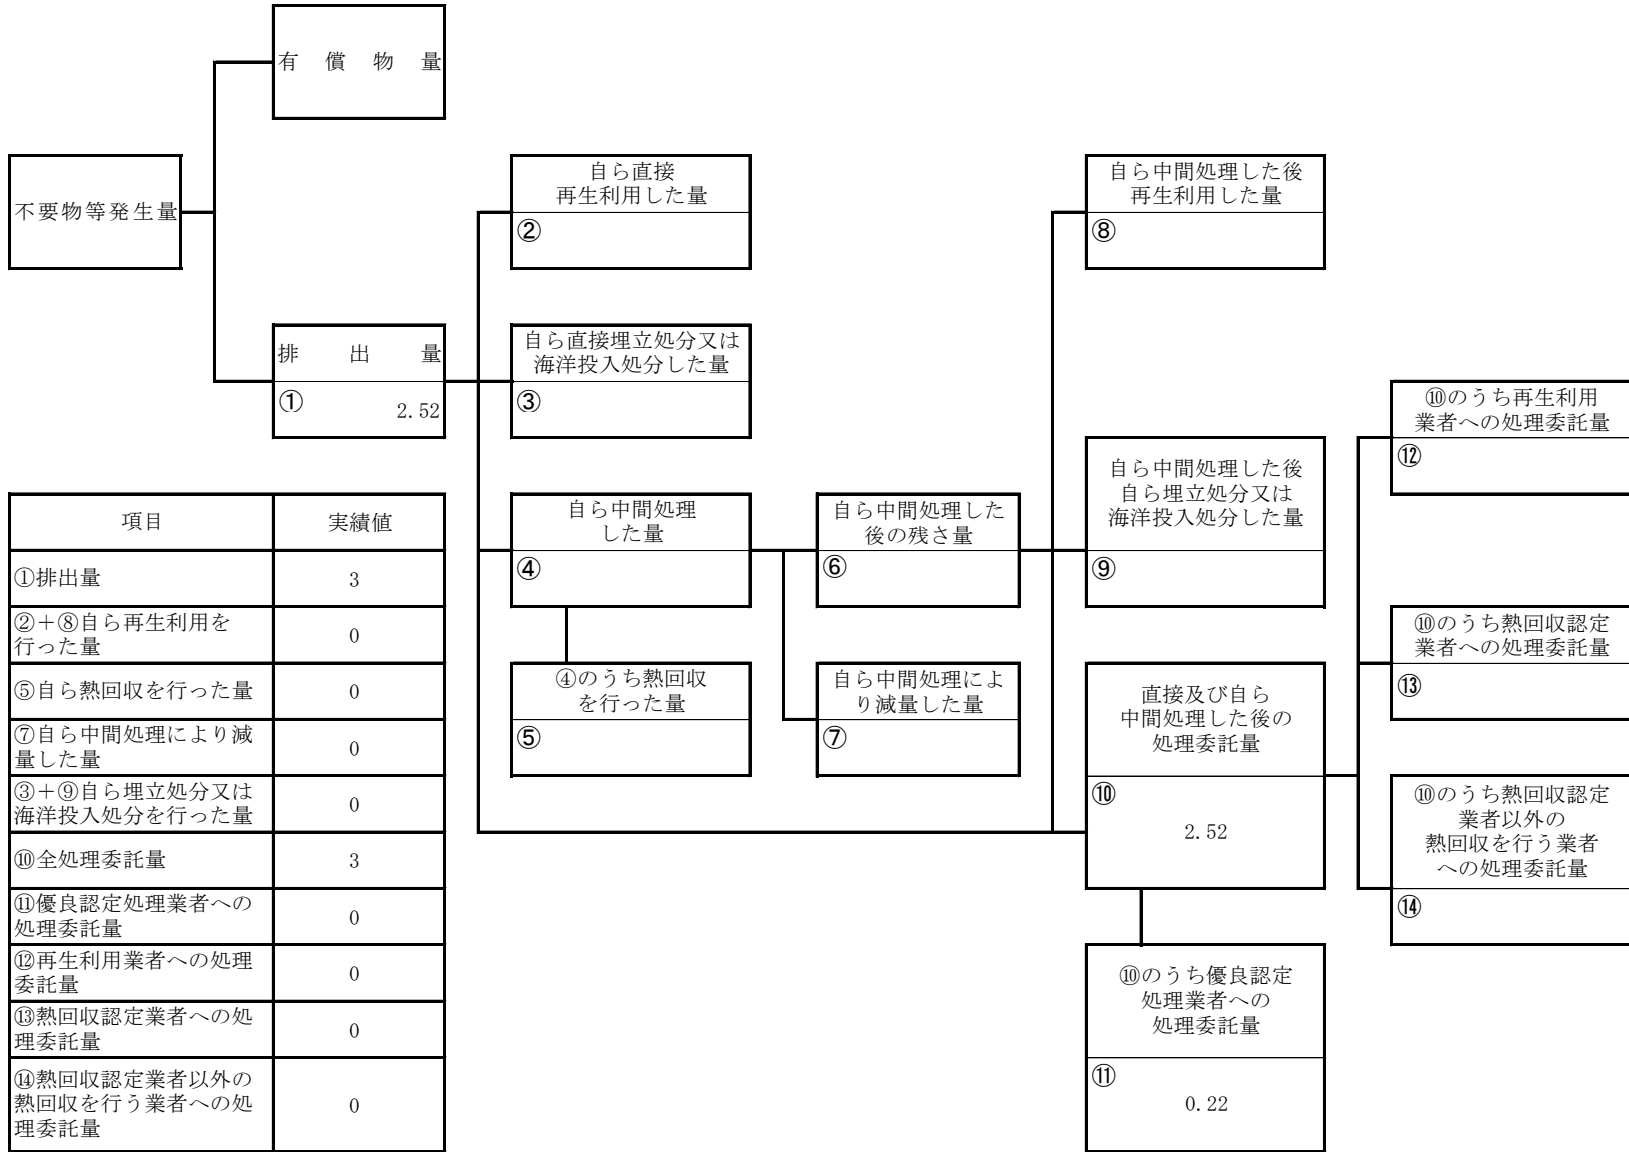 有償物量
不要物等発生量
排出量
①
2.52
自ら直接
再生利用した量
②
自ら直接埋立処分又は
海洋投入処分した量
③
自ら中間処理
した量
④
④のうち熱回収
を行った量
⑤
自ら中間処理した
後の残さ量
⑥
自ら中間処理によ
り減量した量
⑦
自ら中間処理した後
再生利用した量
⑧
自ら中間処理した後
自ら埋立処分又は
海洋投入処分した量
⑨
直接及び自ら
中間処理した後の
処理委託量
⑩
2.52
⑩のうち優良認定
処理業者への
処理委託量
⑪
0.22
⑩のうち再生利用
業者への処理委託量
⑫
⑩のうち熱回収認定
業者への処理委託量
⑬
⑩のうち熱回収認定
業者以外の
熱回収を行う業者
への処理委託量
⑭
項目 実績値
①排出量 3
②+⑧自ら再生利用を
行った量 0
⑤自ら熱回収を行った量 0
⑦自ら中間処理により減
量した量 0
③+⑨自ら埋立処分又は
海洋投入処分を行った量 0
⑩全処理委託量 3
⑪優良認定処理業者への
処理委託量 0
⑫再生利用業者への処理
委託量 0
⑬熱回収認定業者への処
理委託量 0
⑭熱回収認定業者以外の
熱回収を行う業者への処
理委託量 0